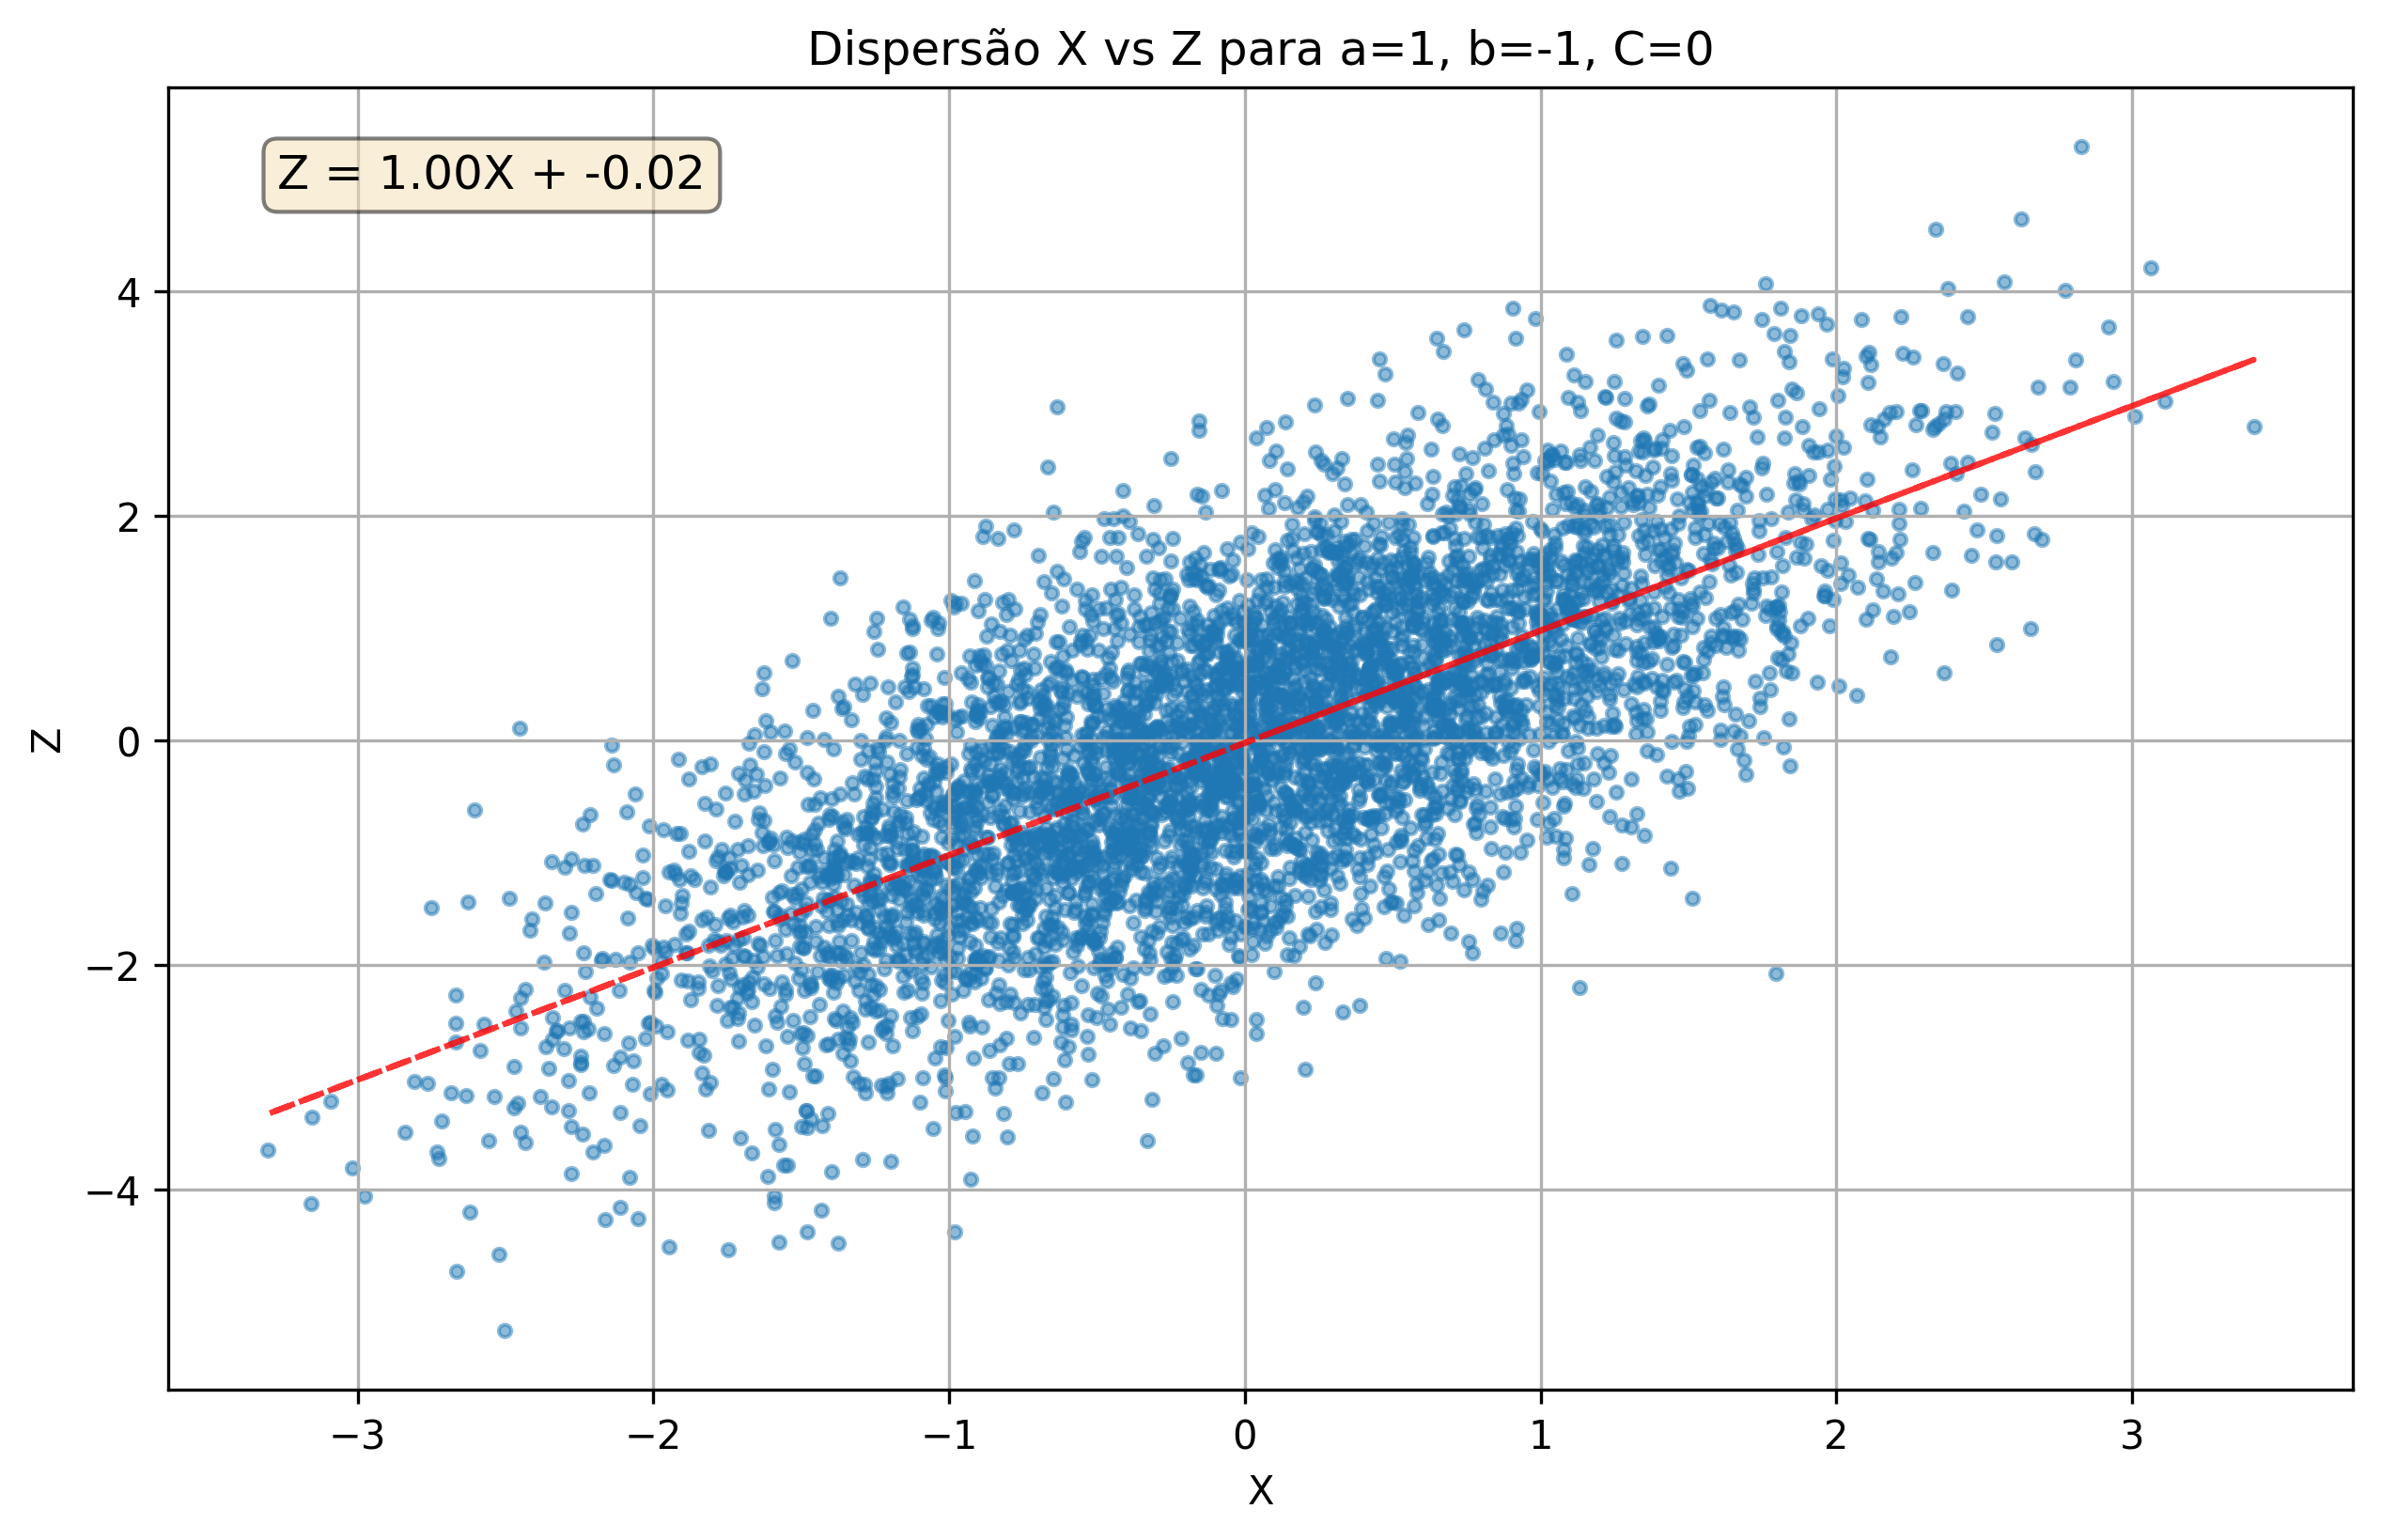 Dispersão X vs Z para a=1, b=-1, C=0
Z = 1.00X + -0.02
4
2
0
−2
−4
Z
−3 −2 −1 0 1 2 3
X